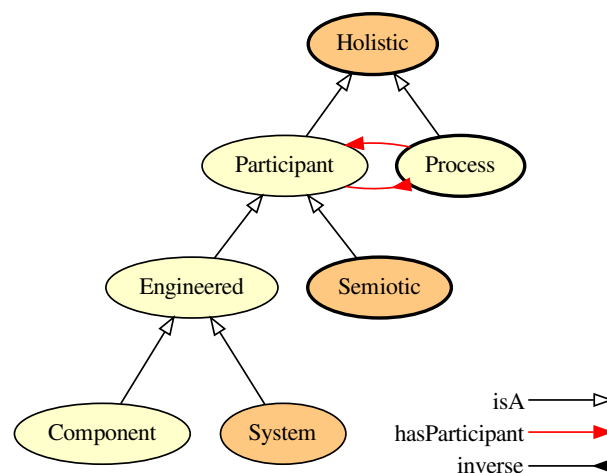 Holistic
Participant
Process
Engineered
Semiotic
Component
System
isA
hasParticipant
inverse